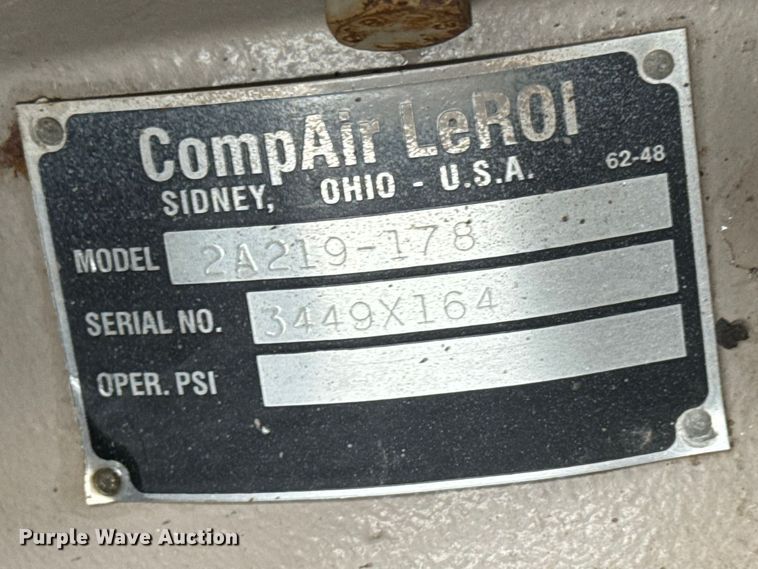 CompAir LeROI
SIDNEY, OHIO - U.S.A. 62-48
MODEL 2A219-178
SERIAL NO. 3449X164
OPER. PSI
Purple Wave Auction